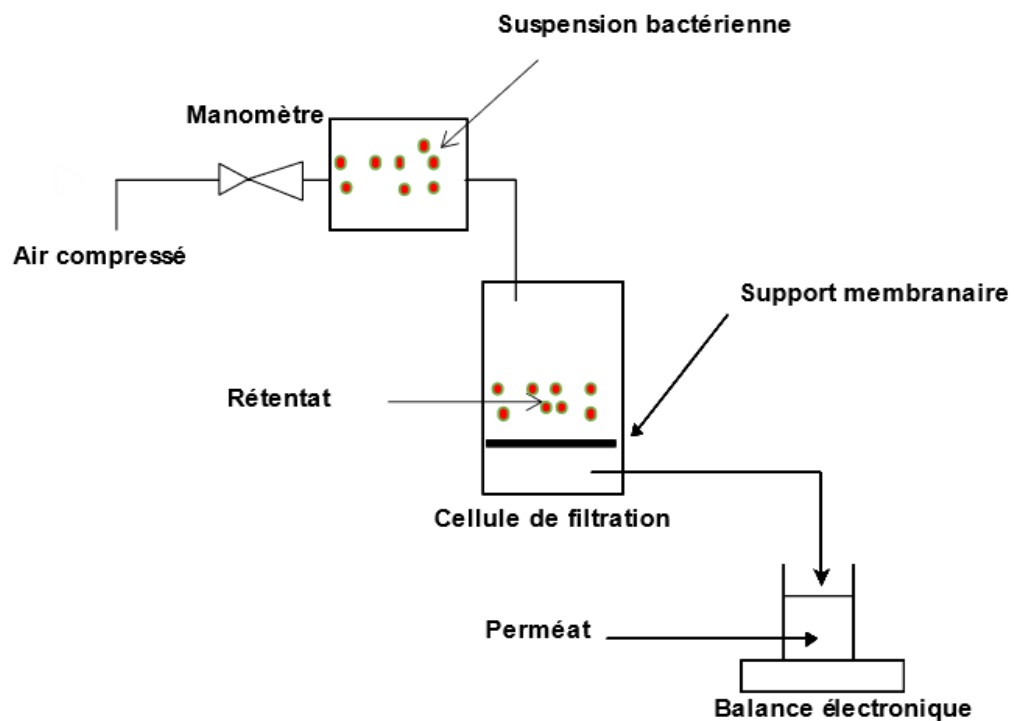 Suspension bactérienne
Manomètre
Air compressé
Support membranaire
Rétentat
Cellule de filtration
Perméat
Balance électronique